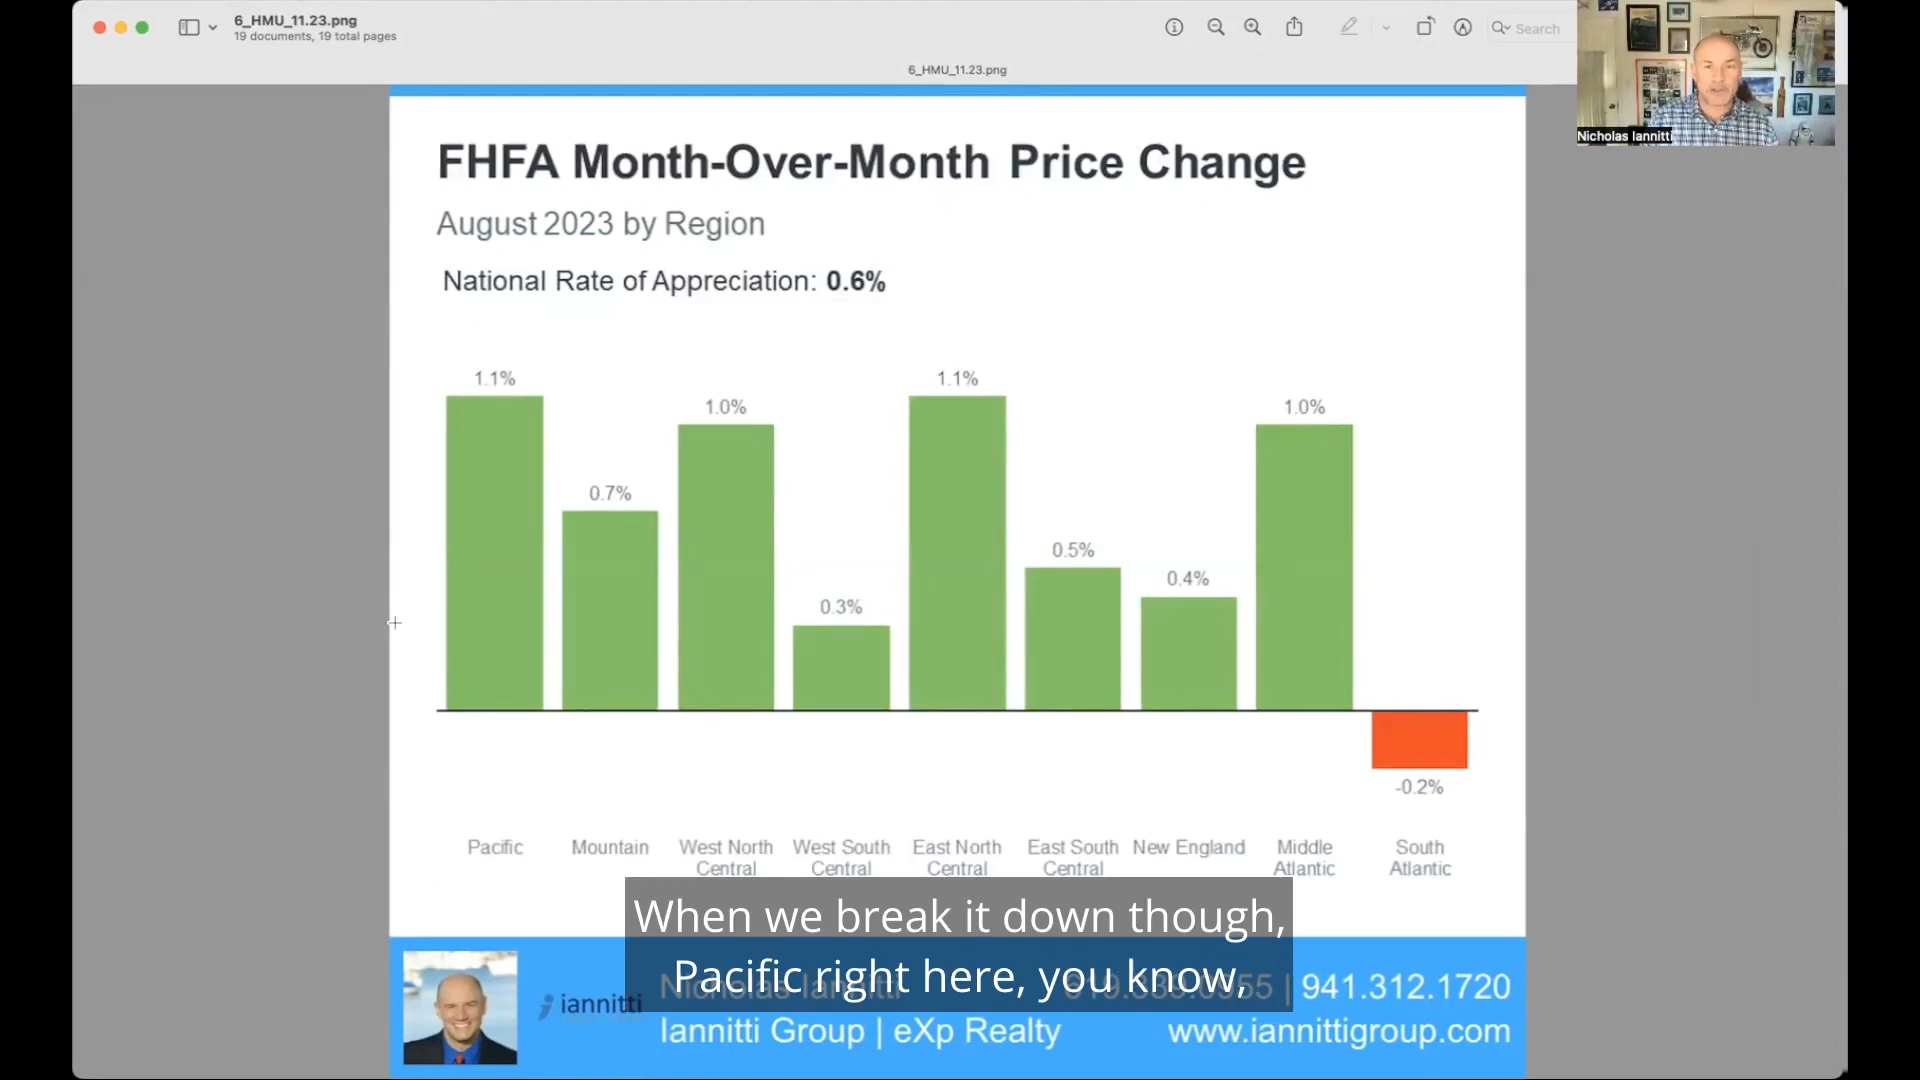 6_HMU_11.23.png
19 documents, 19 total pages
Search
6_HMU_11.23.png
Nicholas Iannitti
FHFA Month-Over-Month Price Change
August 2023 by Region
National Rate of Appreciation: 0.6%
1.1%
0.7%
1.0%
0.3%
1.1%
0.5%
0.4%
1.0%
-0.2%
Pacific
Mountain
West North
Central
West South
Central
East North
Central
East South
Central
New England
Middle
Atlantic
South
Atlantic
When we break it down though,
Pacific right here, you know,
iannitti
Nicholas Iannitti
| 941.312.1720
Iannitti Group | eXp Realty
www.iannittigroup.com